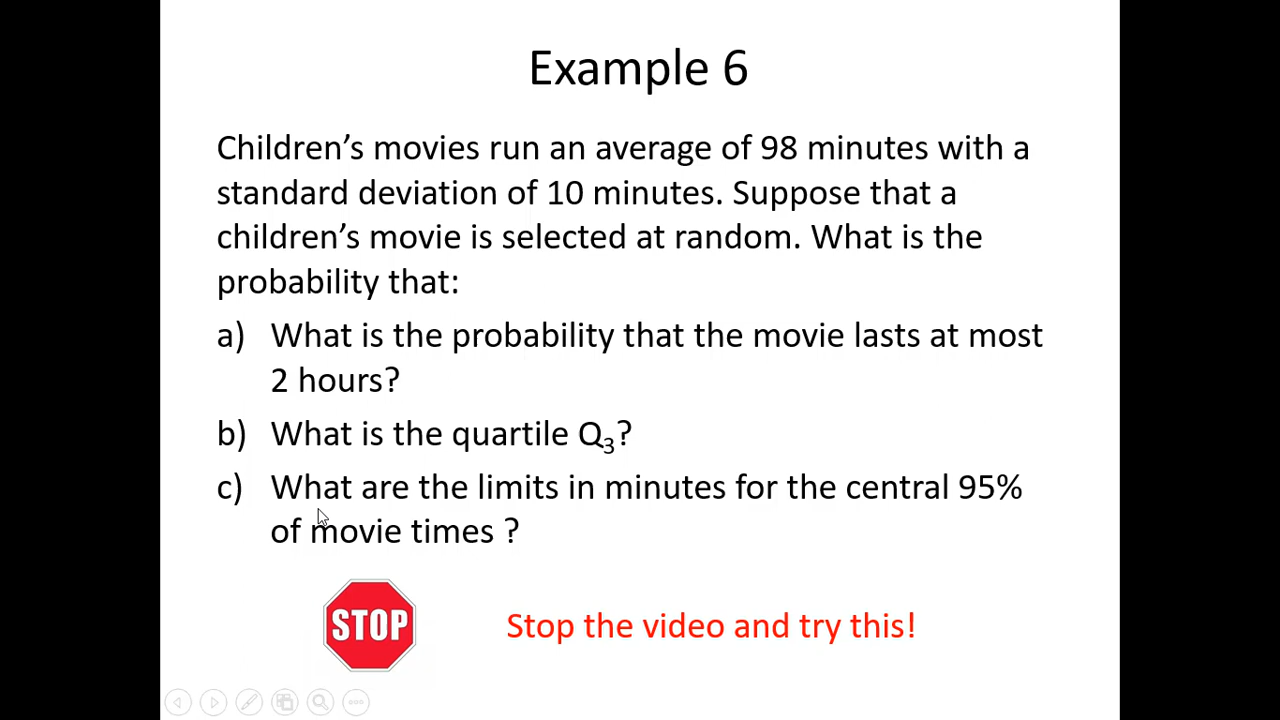 Example 6
Children’s movies run an average of 98 minutes with a
standard deviation of 10 minutes. Suppose that a
children’s movie is selected at random. What is the
probability that:
a) What is the probability that the movie lasts at most
2 hours?
b) What is the quartile Q₃?
c) What are the limits in minutes for the central 95%
of movie times ?
STOP
Stop the video and try this!